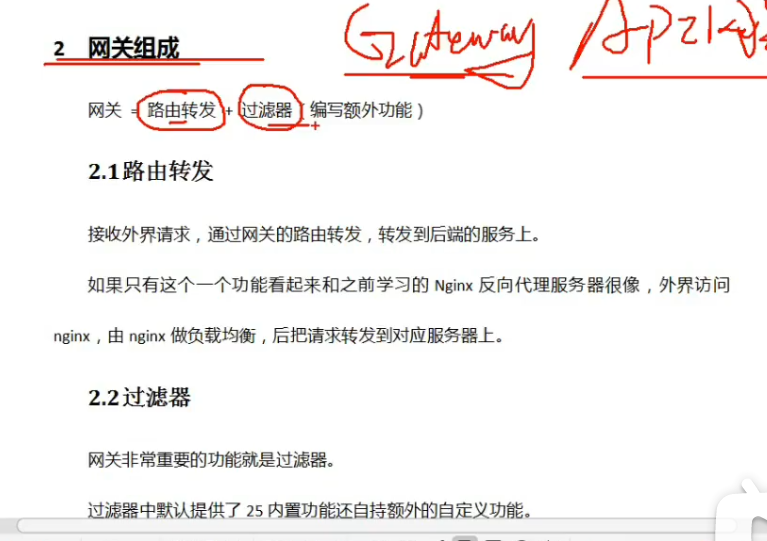 Gateway
2 网关组成
网关 = 路由转发 + 过滤器（编写额外功能）
2.1路由转发
接收外界请求，通过网关的路由转发，转发到后端的服务上。
如果只有这个一个功能看起来和之前学习的 Nginx 反向代理服务器很像，外界访问
nginx，由 nginx 做负载均衡，后把请求转发到对应服务器上。
2.2过滤器
网关非常重要的功能就是过滤器。
过滤器中默认提供了 25 内置功能还自持额外的自定义功能。